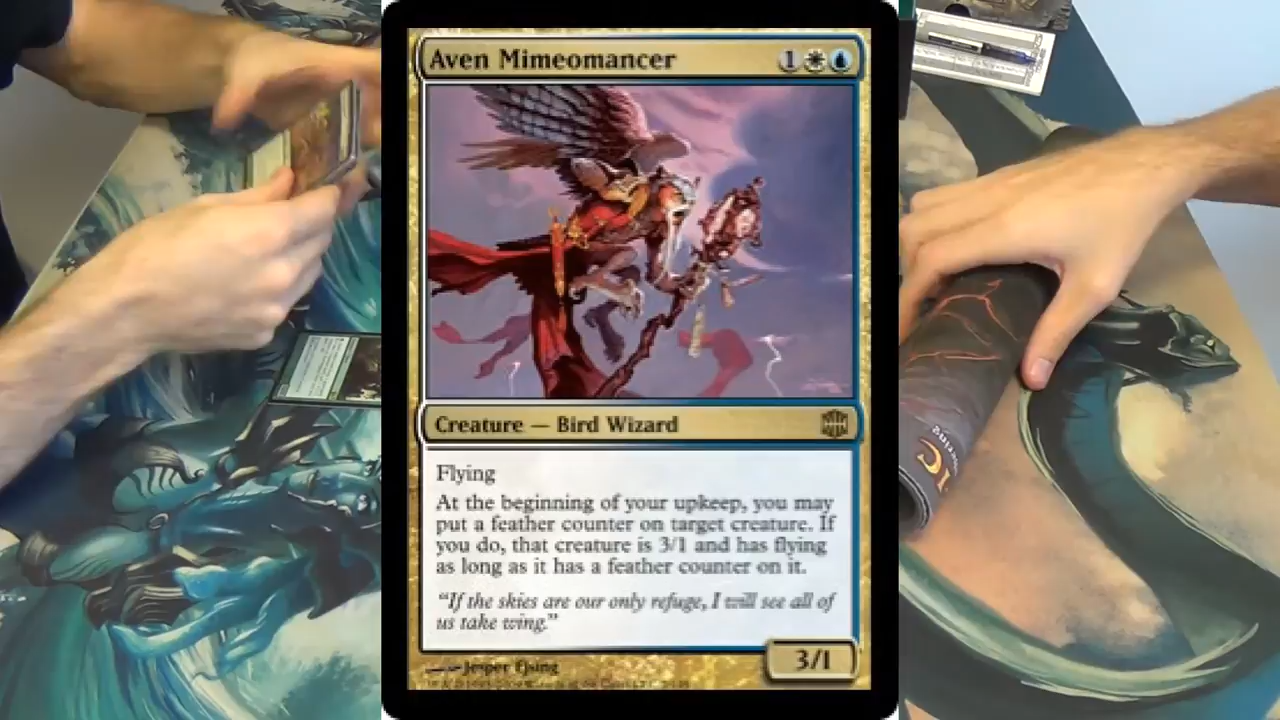 Aven Mimeomancer 1
Creature — Bird Wizard
Flying
At the beginning of your upkeep, you may
put a feather counter on target creature. If
you do, that creature is 3/1 and has flying
as long as it has a feather counter on it.
"If the skies are our only refuge, I will see all of
us take wing."
Jesper Ejsing
3/1